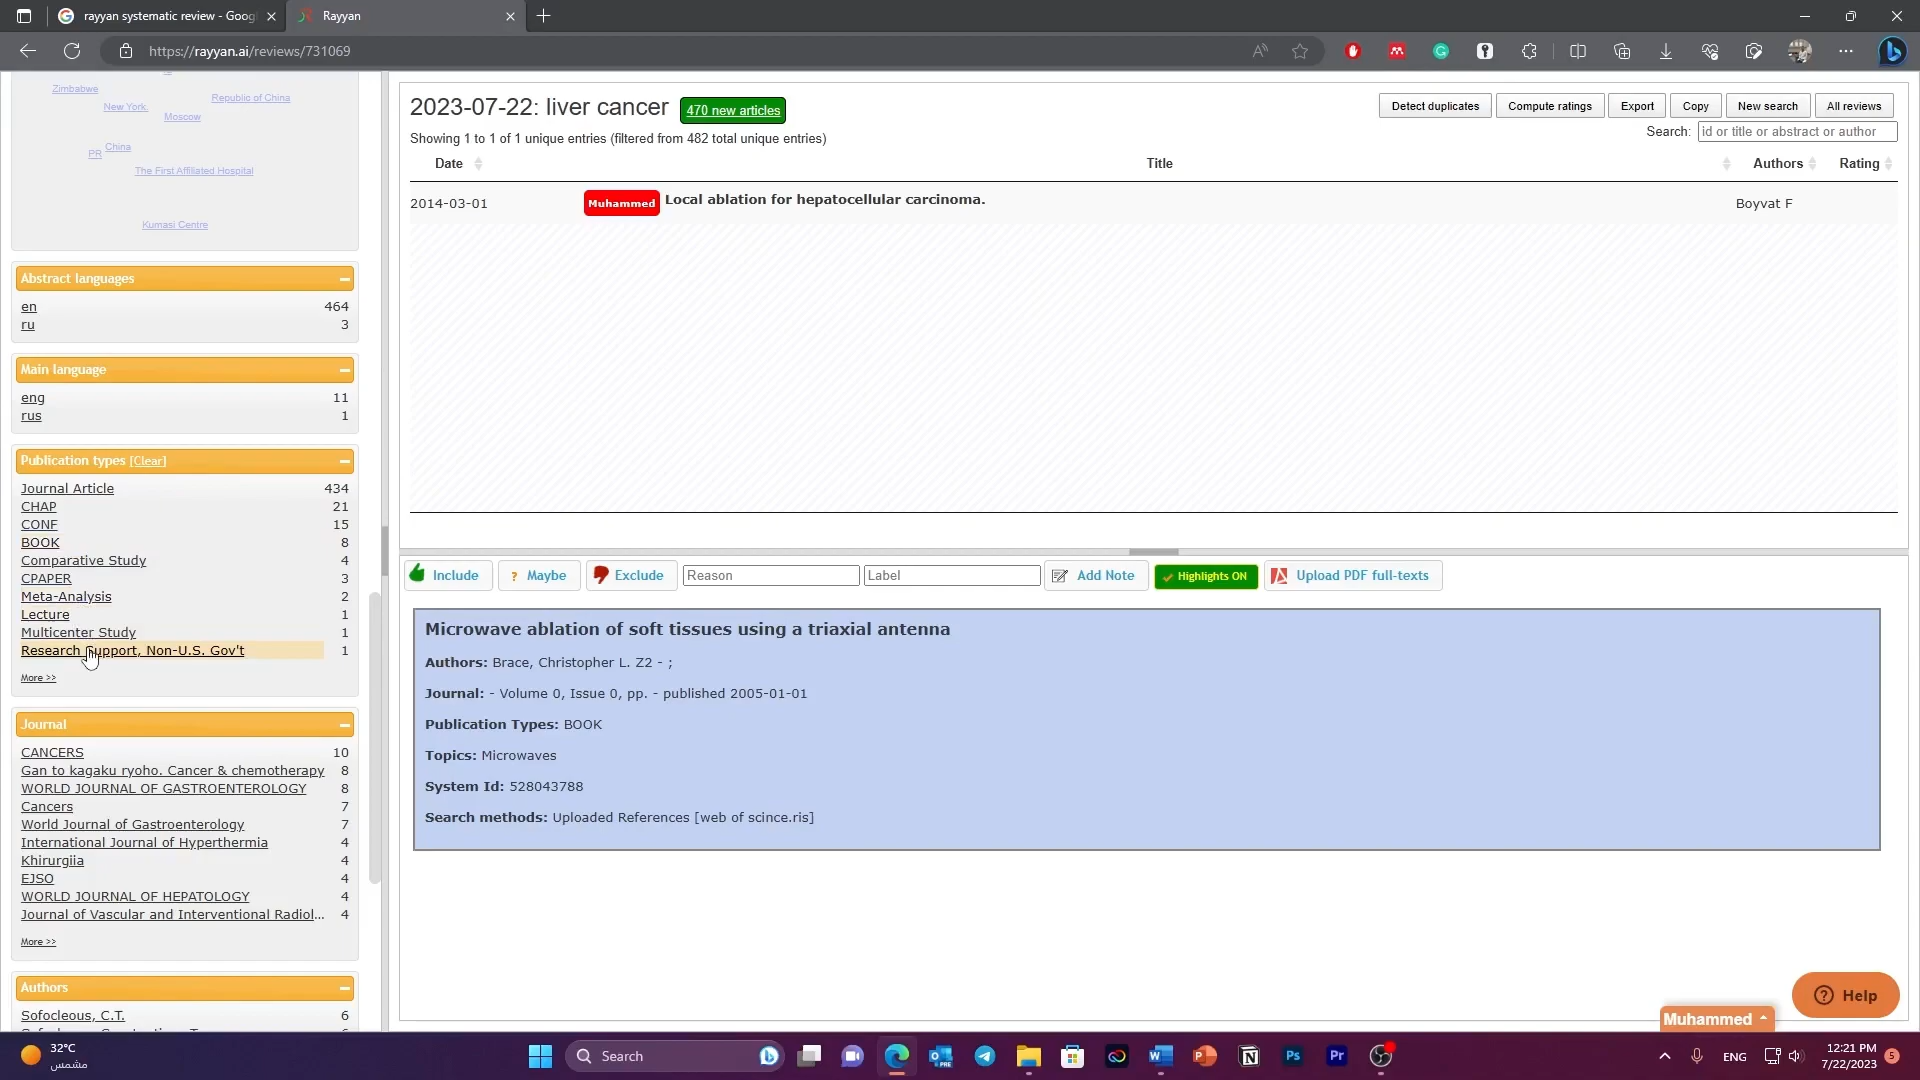 rayyan systematic review - Goog
Rayyan
https://rayyan.ai/reviews/731069
Zimbabwe
Republic of China
New York.
Moscow
China
PR
The First Affiliated Hospital
Kumasi Centre
Abstract languages
en 464
ru 3
Main language
eng 11
rus 1
Publication types [Clear]
Journal Article 434
CHAP 21
CONF 15
BOOK 8
Comparative Study 4
CPAPER 3
Meta-Analysis 2
Lecture 1
Multicenter Study 1
Research Support, Non-U.S. Gov't 1
More >>
Journal
CANCERS 10
Gan to kagaku ryoho. Cancer & chemotherapy 8
WORLD JOURNAL OF GASTROENTEROLOGY 8
Cancers 7
World Journal of Gastroenterology 7
International Journal of Hyperthermia 4
Khirurgiia 4
EJSO 4
WORLD JOURNAL OF HEPATOLOGY 4
Journal of Vascular and Interventional Radiol... 4
More >>
Authors
Sofocleous, C.T. 6
2023-07-22: liver cancer 470 new articles
Detect duplicates Compute ratings Export Copy New search All reviews
Showing 1 to 1 of 1 unique entries (filtered from 482 total unique entries)
Search: id or title or abstract or author
Date Title Authors Rating
2014-03-01 Muhammed Local ablation for hepatocellular carcinoma. Boyvat F
Include ? Maybe Exclude Reason Label Add Note Highlights ON Upload PDF full-texts
Microwave ablation of soft tissues using a triaxial antenna
Authors: Brace, Christopher L. Z2 - ;
Journal: - Volume 0, Issue 0, pp. - published 2005-01-01
Publication Types: BOOK
Topics: Microwaves
System Id: 528043788
Search methods: Uploaded References [web of scince.ris]
? Help
Muhammed
32°C
مشمس
Search
ENG
12:21 PM
7/22/2023
5